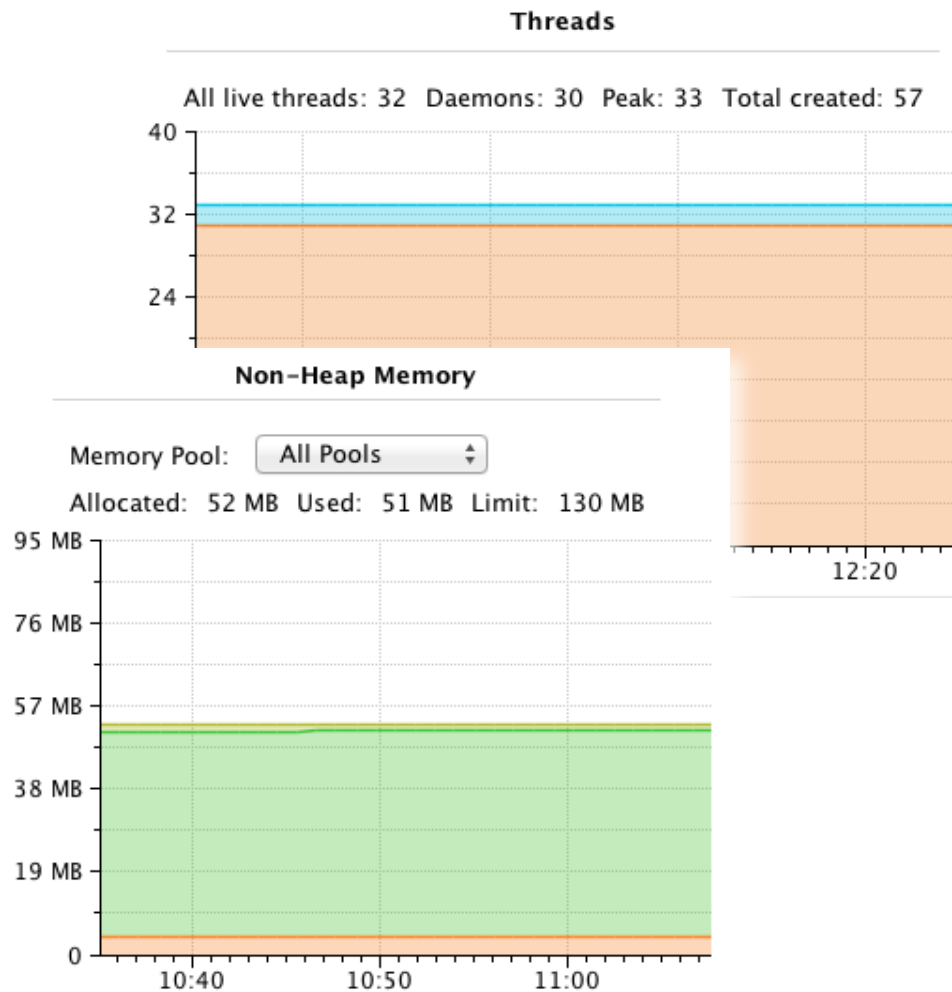 Threads
All live threads: 32 Daemons: 30 Peak: 33 Total created: 57
40
32
24
12:20
Non-Heap Memory
Memory Pool: All Pools
Allocated: 52 MB Used: 51 MB Limit: 130 MB
95 MB
76 MB
57 MB
38 MB
19 MB
0
10:40 10:50 11:00